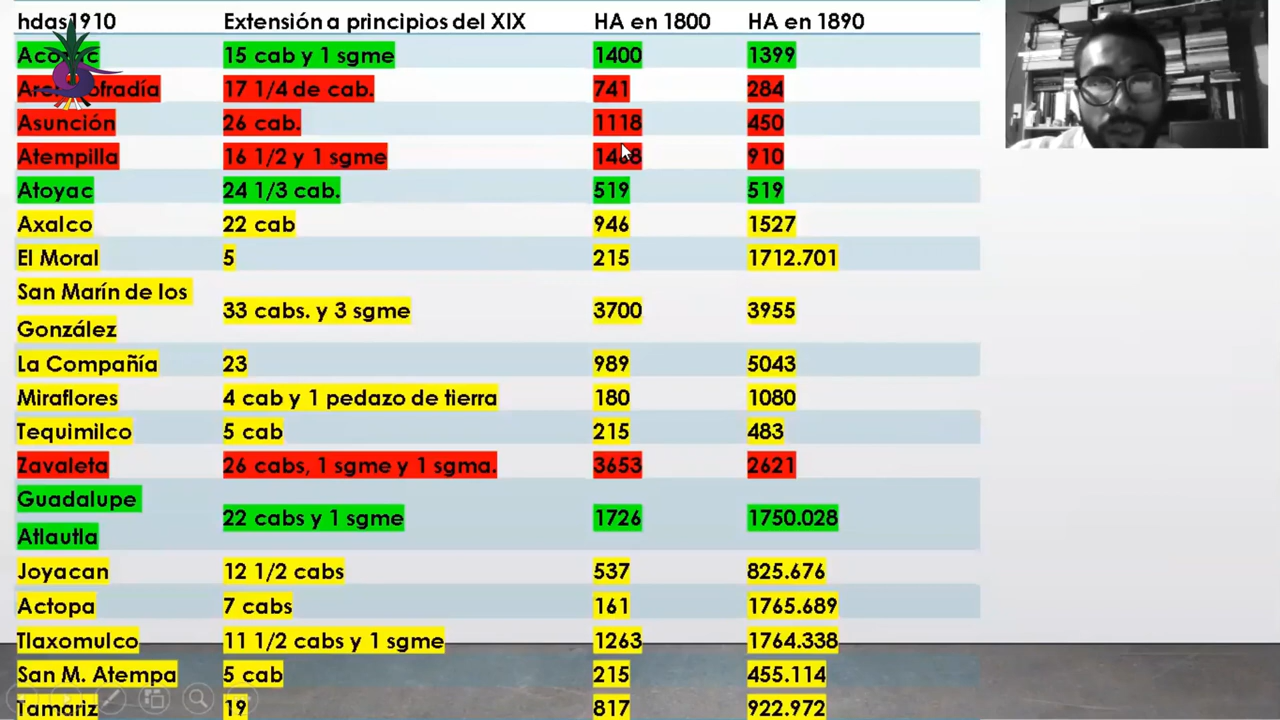 hdas1910 Extensión a principios del XIX HA en 1800 HA en 1890
15 cab y 1 sgme 1400 1399
17 1/4 de cab. 741 284
Asunción 26 cab. 1118 450
Atempilla 16 1/2 y 1 sgme 910
Atoyac 24 1/3 cab. 519 519
Axalco 22 cab 946 1527
El Moral 5 215 1712.701
San Marín de los
González 33 cabs. y 3 sgme 3700 3955
La Compañía 23 989 5043
Miraflores 4 cab y 1 pedazo de tierra 180 1080
Tequimilco 5 cab 215 483
Zavaleta 26 cabs, 1 sgme y 1 sgma. 3653 2621
Guadalupe
Atlautla 22 cabs y 1 sgme 1726 1750.028
Joyacan 12 1/2 cabs 537 825.676
Actopa 7 cabs 161 1765.689
Tlaxomulco 11 1/2 cabs y 1 sgme 1263 1764.338
San M. Atempa 5 cab 215 455.114
Tamariz 19 817 922.972